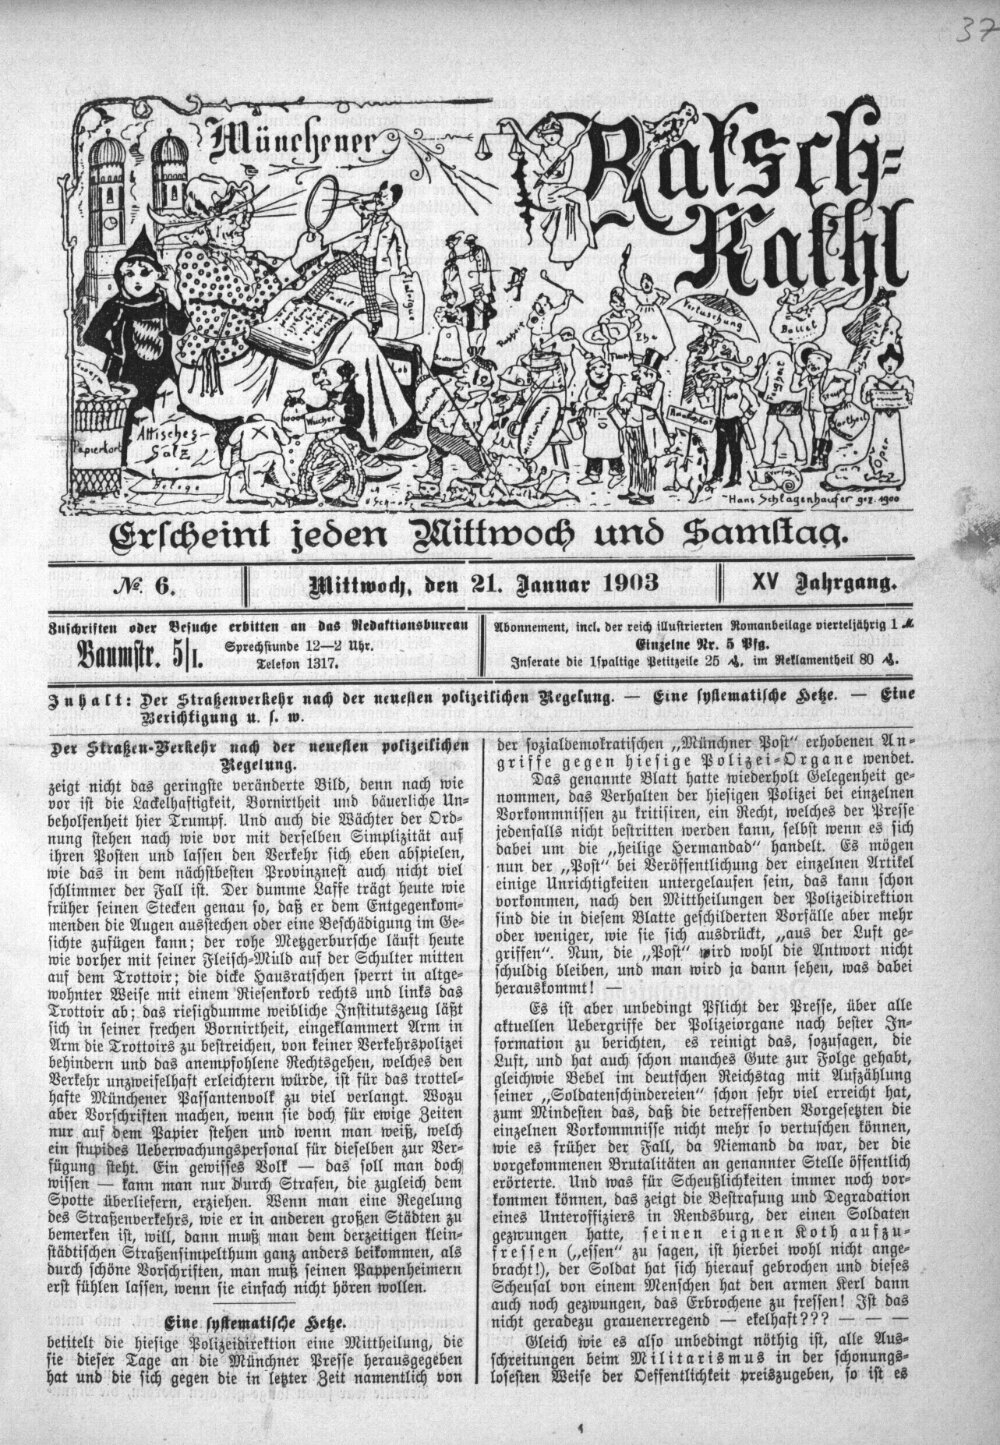 37
Münchener
Ratsch-
Kathl
Vertuschung
Ballet
Wucher
Papierkorb
Attisches-
Salz
Belege
Hans Schlagenhaufer gez. 1900
Erscheint jeden Mittwoch und Samstag.
№ 6.
Mittwoch, den 21. Januar 1903
XV Jahrgang.
Zuschriften oder Besuche erbitten an das Redaktionsbureau
Baumstr. 5/I.
Sprechstunde 12—2 Uhr.
Telefon 1317.
Abonnement, incl. der reich illustrierten Romanbeilage vierteljährig 1 ℳ
Einzelne Nr. 5 Pfg.
Inserate die 1spaltige Petitzeile 25 ₰. im Reklamentheil 80 ₰.
Inhalt: Der Straßenverkehr nach der neuesten polizeilichen Regelung. — Eine systematische Hetze. — Eine
Berichtigung u. s. w.
Der Straßen-Verkehr nach der neuesten polizeilichen
Regelung.
zeigt nicht das geringste veränderte Bild, denn nach wie
vor ist die Lackelhaftigkeit, Bornirtheit und bäuerliche Un-
beholfenheit hier Trumpf. Und auch die Wächter der Ord-
nung stehen nach wie vor mit derselben Simplizität auf
ihren Posten und lassen den Verkehr sich eben abspielen,
wie das in dem nächstbesten Provinznest auch nicht viel
schlimmer der Fall ist. Der dumme Laffe trägt heute wie
früher seinen Stecken genau so, daß er dem Entgegenkom-
menden die Augen ausstechen oder eine Beschädigung im Ge-
sichte zufügen kann; der rohe Metzgerbursche läuft heute
wie vorher mit seiner Fleisch-Muld auf der Schulter mitten
auf dem Trottoir; die dicke Hausratschen sperrt in altge-
wohnter Weise mit einem Riesenkorb rechts und links das
Trottoir ab; das riesigdumme weibliche Institutszeug läßt
sich in seiner frechen Bornirtheit, eingeklammert Arm in
Arm die Trottoirs zu bestreichen, von keiner Verkehrspolizei
behindern und das anempfohlene Rechtsgehen, welches den
Verkehr unzweifelhaft erleichtern würde, ist für das trottel-
hafte Münchener Passantenvolk zu viel verlangt. Wozu
aber Vorschriften machen, wenn sie doch für ewige Zeiten
nur auf dem Papier stehen und wenn man weiß, welch
ein stupides Ueberwachungspersonal für dieselben zur Ver-
fügung steht. Ein gewisses Volk — das soll man doch
wissen — kann man nur durch Strafen, die zugleich dem
Spotte überliefern, erziehen. Wenn man eine Regelung
des Straßenverkehrs, wie er in anderen großen Städten zu
bemerken ist, will, dann muß man dem derzeitigen klein-
städtischen Straßensimpelthum ganz anders beikommen, als
durch schöne Vorschriften, man muß seinen Pappenheimern
erst fühlen lassen, wenn sie einfach nicht hören wollen.
Eine systematische Hetze.
betitelt die hiesige Polizeidirektion eine Mittheilung, die
sie dieser Tage an die Münchner Presse herausgegeben
hat und die sich gegen die in letzter Zeit namentlich von
der sozialdemokratischen „Münchner Post“ erhobenen An-
griffe gegen hiesige Polizei-Organe wendet.
Das genannte Blatt hatte wiederholt Gelegenheit ge-
nommen, das Verhalten der hiesigen Polizei bei einzelnen
Vorkommnissen zu kritisiren, ein Recht, welches der Presse
jedenfalls nicht bestritten werden kann, selbst wenn es sich
dabei um die „heilige Hermandad“ handelt. Es mögen
nun der „Post“ bei Veröffentlichung der einzelnen Artikel
einige Unrichtigkeiten untergelaufen sein, das kann schon
vorkommen, nach den Mittheilungen der Polizeidirektion
sind die in diesem Blatte geschilderten Vorfälle aber mehr
oder weniger, wie sie sich ausdrückt, „aus der Luft ge-
griffen“. Nun, die „Post“ wird wohl die Antwort nicht
schuldig bleiben, und man wird ja dann sehen, was dabei
herauskommt! —
Es ist aber unbedingt Pflicht der Presse, über alle
aktuellen Uebergriffe der Polizeiorgane nach bester In-
formation zu berichten, es reinigt das, sozusagen, die
Luft, und hat auch schon manches Gute zur Folge gehabt,
gleichwie Bebel im deutschen Reichstag mit Aufzählung
seiner „Soldatenschindereien“ schon sehr viel erreicht hat,
zum Mindesten das, daß die betreffenden Vorgesetzten die
einzelnen Vorkommnisse nicht mehr so vertuschen können,
wie es früher der Fall, da Niemand da war, der die
vorgekommenen Brutalitäten an genannter Stelle öffentlich
erörterte. Und was für Scheußlichkeiten immer noch vor-
kommen können, das zeigt die Bestrafung und Degradation
eines Unteroffiziers in Rendsburg, der einen Soldaten
gezwungen hatte, seinen eignen Koth aufzu-
fressen („essen“ zu sagen, ist hierbei wohl nicht ange-
bracht!), der Soldat hat sich hierauf gebrochen und dieses
Scheusal von einem Menschen hat den armen Kerl dann
auch noch gezwungen, das Erbrochene zu fressen! Ist das
nicht geradezu grauenerregend — ekelhaft??? — — —
Gleich wie es also unbedingt nöthig ist, alle Aus-
schreitungen beim Militarismus in der schonungs-
losesten Weise der Oeffentlichkeit preiszugeben, so ist es